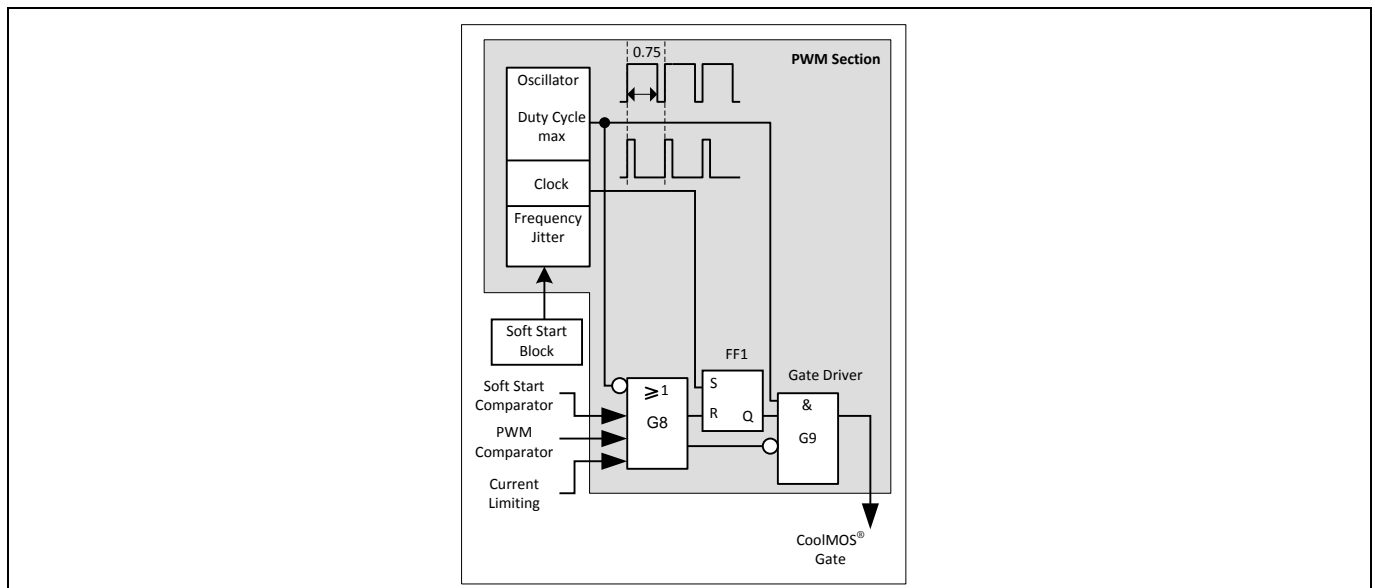 0.75
PWM Section
Oscillator
Duty Cycle
max
Clock
Frequency
Jitter
Soft Start
Block
FF1
Gate Driver
Soft Start
Comparator
PWM
Comparator
Current
Limiting
⩾1
G8
S
R
Q
&
G9
CoolMOS®
Gate